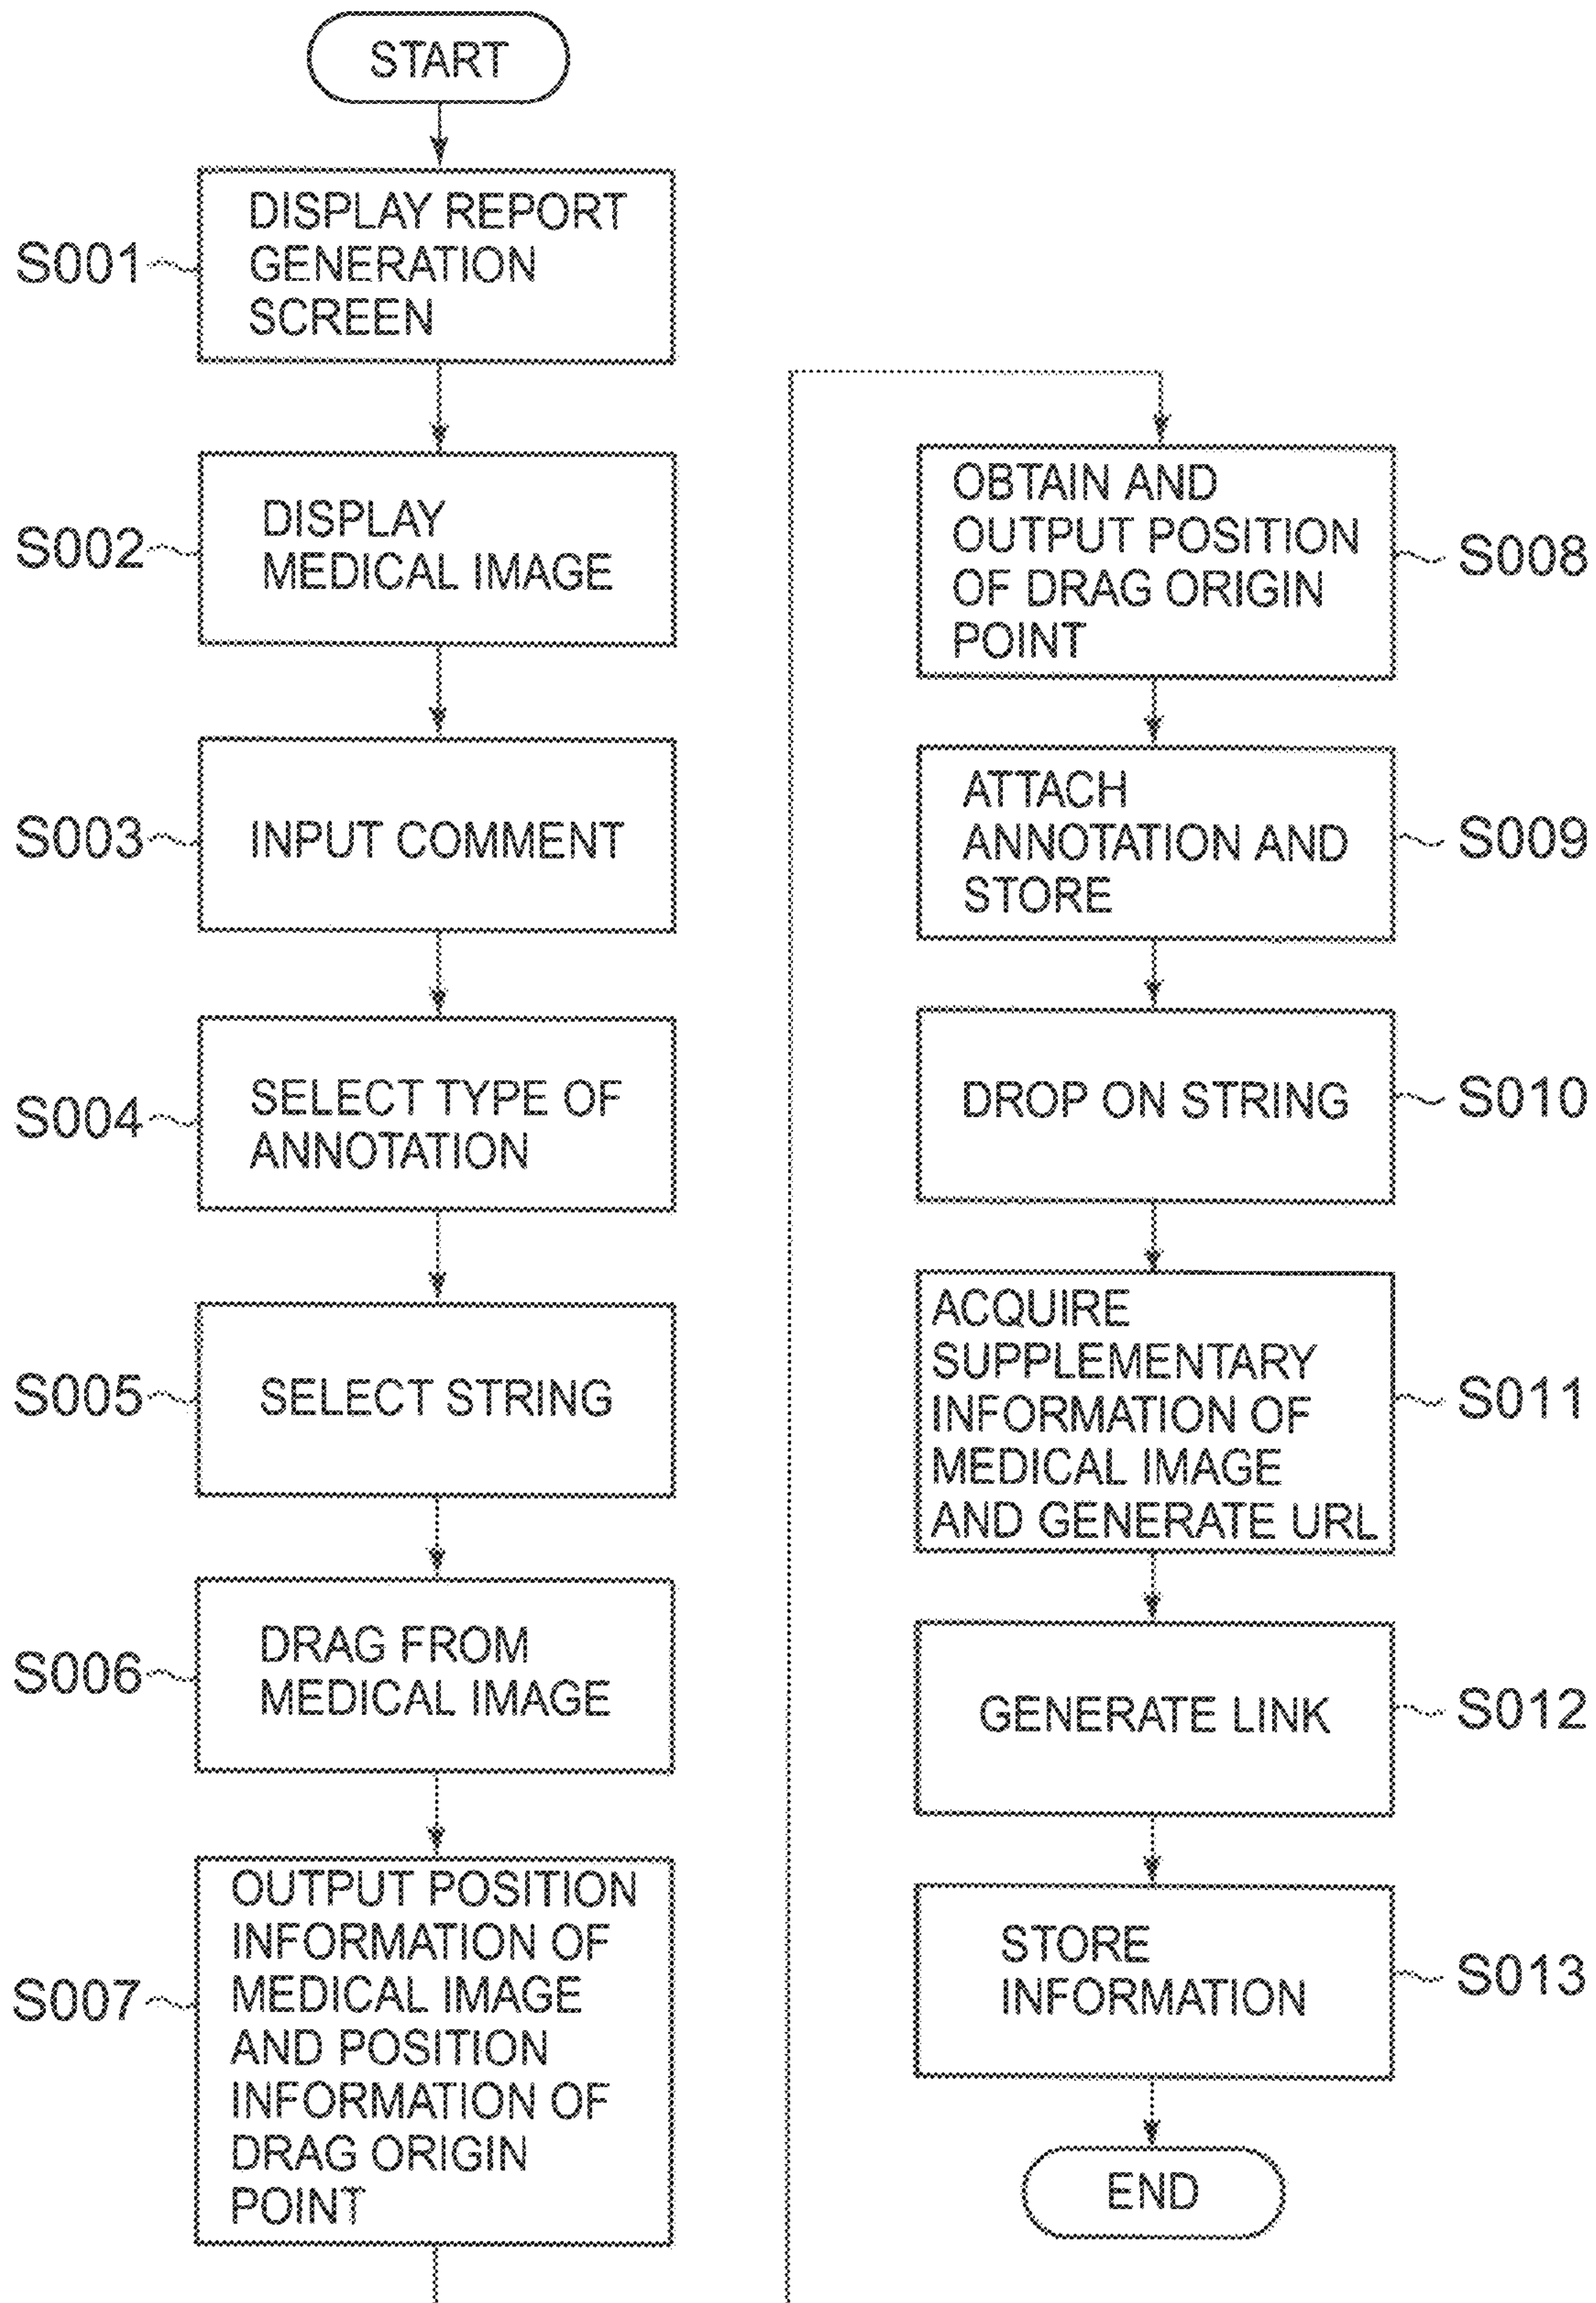 START
S001
DISPLAY REPORT
GENERATION
SCREEN
S002
DISPLAY
MEDICAL IMAGE
S003
INPUT COMMENT
S004
SELECT TYPE OF
ANNOTATION
S005
SELECT STRING
S006
DRAG FROM
MEDICAL IMAGE
S007
OUTPUT POSITION
INFORMATION OF
MEDICAL IMAGE
AND POSITION
INFORMATION OF
DRAG ORIGIN
POINT
OBTAIN AND
OUTPUT POSITION
OF DRAG ORIGIN
POINT
S008
ATTACH
ANNOTATION AND
STORE
S009
DROP ON STRING
S010
ACQUIRE
SUPPLEMENTARY
INFORMATION OF
MEDICAL IMAGE
AND GENERATE URL
S011
GENERATE LINK
S012
STORE
INFORMATION
S013
END